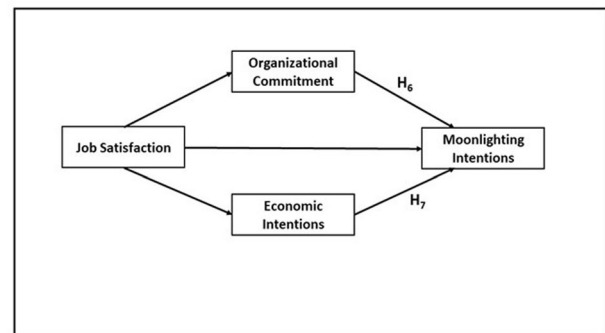 Organizational
Commitment
H₆
Job Satisfaction
Moonlighting
Intentions
Economic
Intentions
H₇